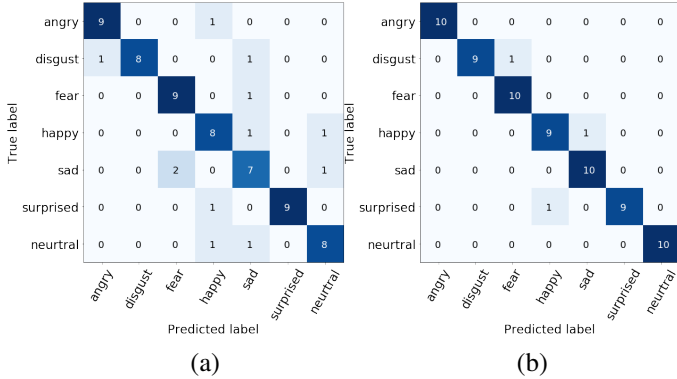 angry 9 0 0 1 0 0 0
disgust 1 8 0 0 1 0 0
fear 0 0 9 0 1 0 0
happy 0 0 0 8 1 0 1
sad 0 0 2 0 7 0 1
surprised 0 0 0 1 0 9 0
neurtral 0 0 0 1 1 0 8
True label
angry disgust fear happy sad surprised neurtral
Predicted label
(a)
angry 10 0 0 0 0 0 0
disgust 0 9 1 0 0 0 0
fear 0 0 10 0 0 0 0
happy 0 0 0 9 1 0 0
sad 0 0 0 0 10 0 0
surprised 0 0 0 1 0 9 0
neurtral 0 0 0 0 0 0 10
True label
angry disgust fear happy sad surprised neurtral
Predicted label
(b)